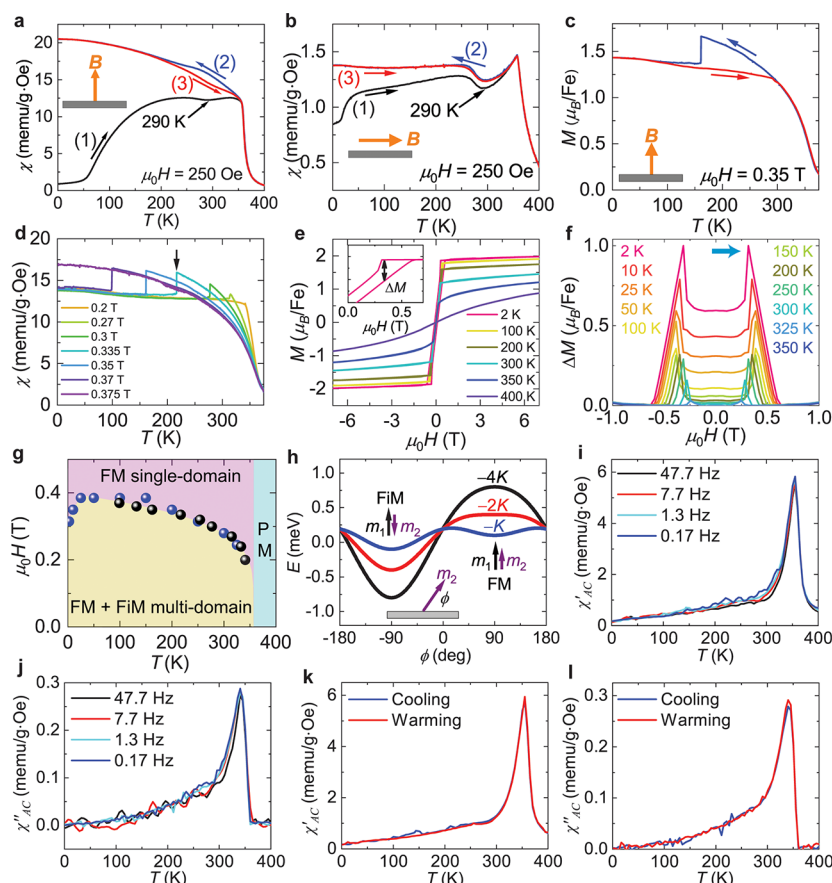 a
χ (memu/g·Oe)
20
15
10
5
0
(1)
(2)
(3)
B
290 K
μ0H = 250 Oe
0 100 200 300 400
T (K)
b
χ (memu/g·Oe)
2.0
1.5
1.0
0.5
(1)
(2)
(3)
B
290 K
μ0H = 250 Oe
0 100 200 300 400
T (K)
c
M (μB/Fe)
1.5
1.0
0.5
0.0
B
μ0H = 0.35 T
0 100 200 300 400
T (K)
d
χ (memu/g·Oe)
20
15
10
5
0
0.2 T
0.27 T
0.3 T
0.335 T
0.35 T
0.37 T
0.375 T
0 100 200 300
T (K)
e
M (μB/Fe)
2
1
0
-1
-2
ΔM
0.0 0.5
μ0H (T)
2 K
100 K
200 K
300 K
350 K
400 K
-6 -3 0 3 6
μ0H (T)
f
ΔM (μB/Fe)
1.0
0.5
0.0
2 K
10 K
25 K
50 K
100 K
150 K
200 K
250 K
300 K
325 K
350 K
-1.0 -0.5 0.0 0.5 1.0
μ0H (T)
g
μ0H (T)
0.4
0.2
0.0
FM single-domain
P
M
FM + FiM multi-domain
0 100 200 300 400
T (K)
h
E (meV)
1.0
0.5
0.0
-0.5
-1.0
−4K
−2K
−K
FiM
m1 m2
m1 m2
FM
m2
ϕ
-180 -90 0 90 180
ϕ (deg)
i
χ′AC (memu/g·Oe)
6
4
2
0
47.7 Hz
7.7 Hz
1.3 Hz
0.17 Hz
0 100 200 300 400
T (K)
j
χ″AC (memu/g·Oe)
0.3
0.2
0.1
0.0
47.7 Hz
7.7 Hz
1.3 Hz
0.17 Hz
0 100 200 300 400
T (K)
k
χ′AC (memu/g·Oe)
6
4
2
0
Cooling
Warming
0 100 200 300 400
T (K)
l
χ″AC (memu/g·Oe)
0.3
0.2
0.1
0.0
Cooling
Warming
0 100 200 300 400
T (K)